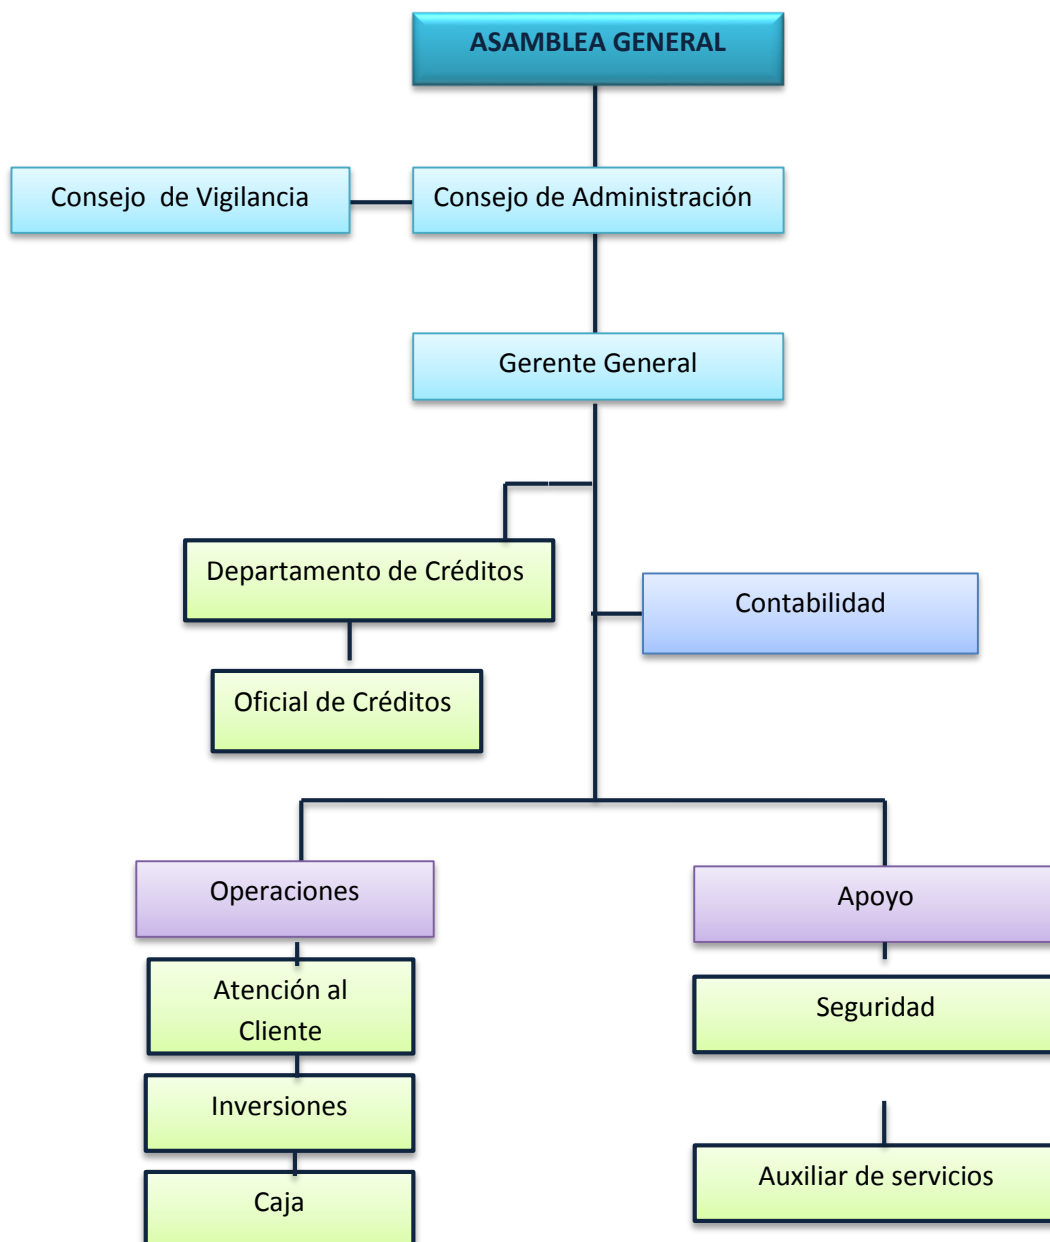 ASAMBLEA GENERAL
Consejo  de Vigilancia
Consejo de Administración
Gerente General
Departamento de Créditos
Contabilidad
Oficial de Créditos
Operaciones
Apoyo
Atención al
Cliente
Seguridad
Inversiones
Auxiliar de servicios
Caja